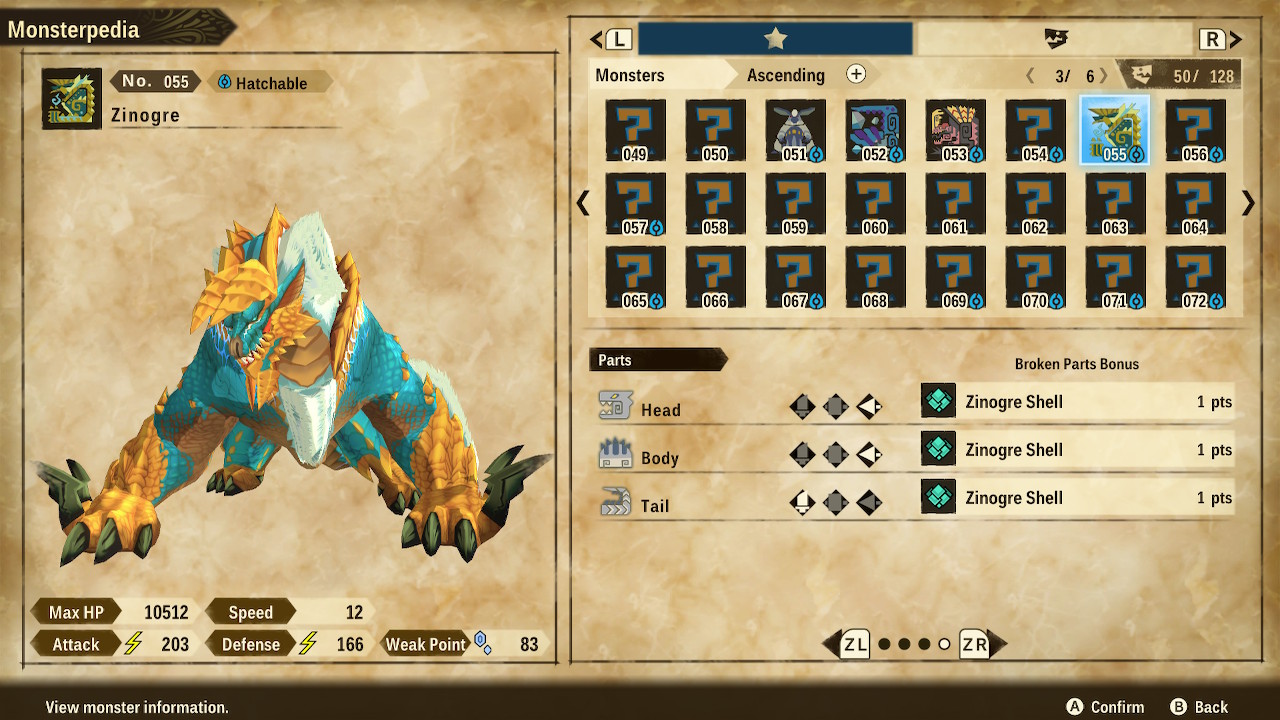 Monsterpedia
No. 055
Hatchable
Zinogre
Max HP 10512
Speed 12
Attack 203
Defense 166
Weak Point 83
L
R
Monsters
Ascending
3/ 6
50/ 128
049 050 051 052 053 054 055 056
057 058 059 060 061 062 063 064
065 066 067 068 069 070 071 072
Parts
Broken Parts Bonus
Head Zinogre Shell 1 pts
Body Zinogre Shell 1 pts
Tail Zinogre Shell 1 pts
ZL ZR
View monster information.
A Confirm B Back